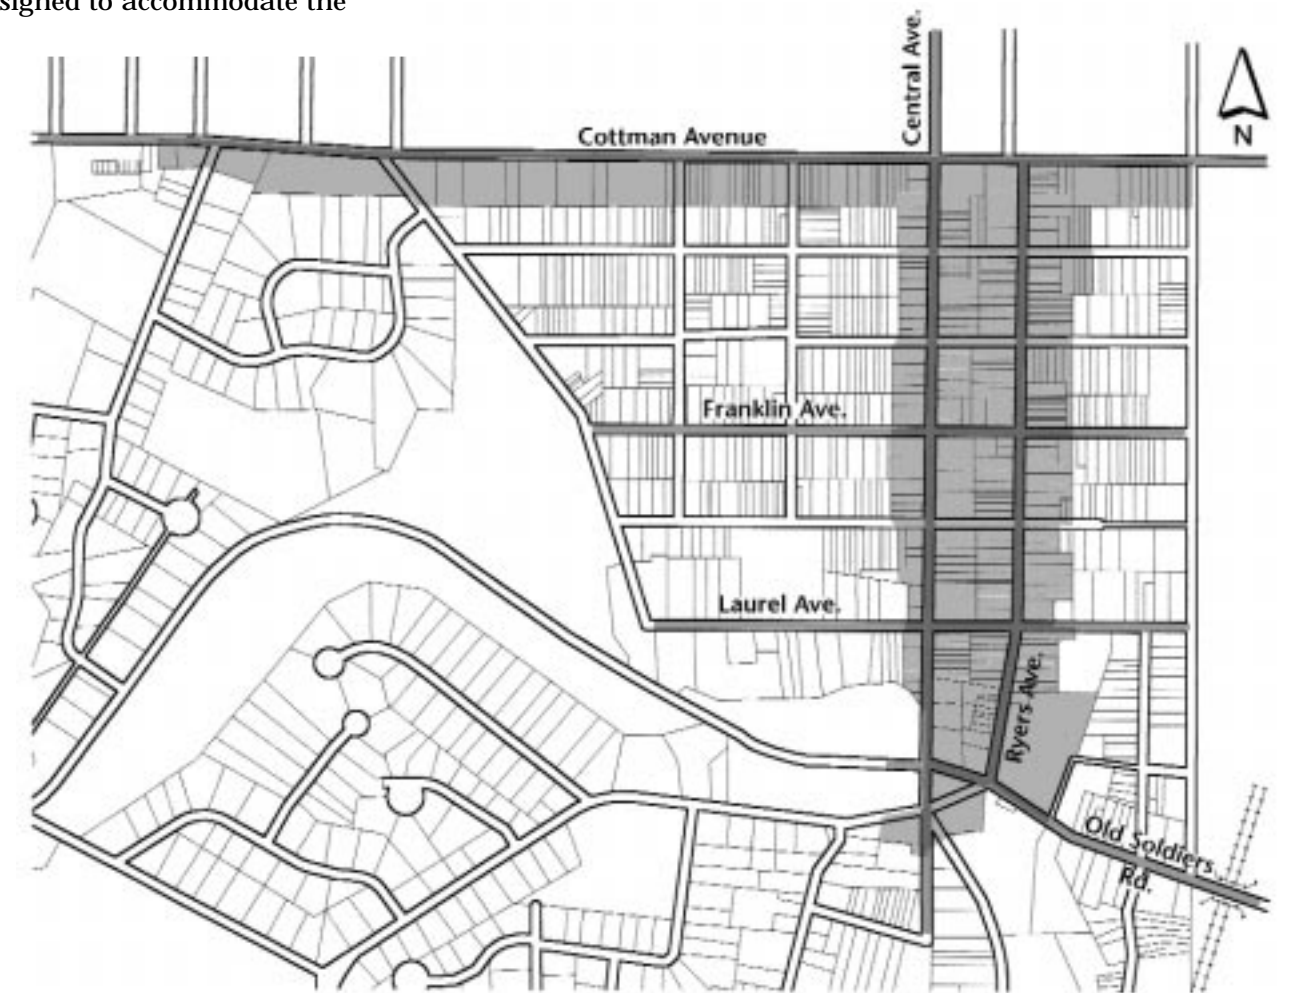 signed to accommodate the
Central Ave.
Cottman Avenue
N
Franklin Ave.
Laurel Ave.
Ryers Ave.
Old Soldiers
Rd.